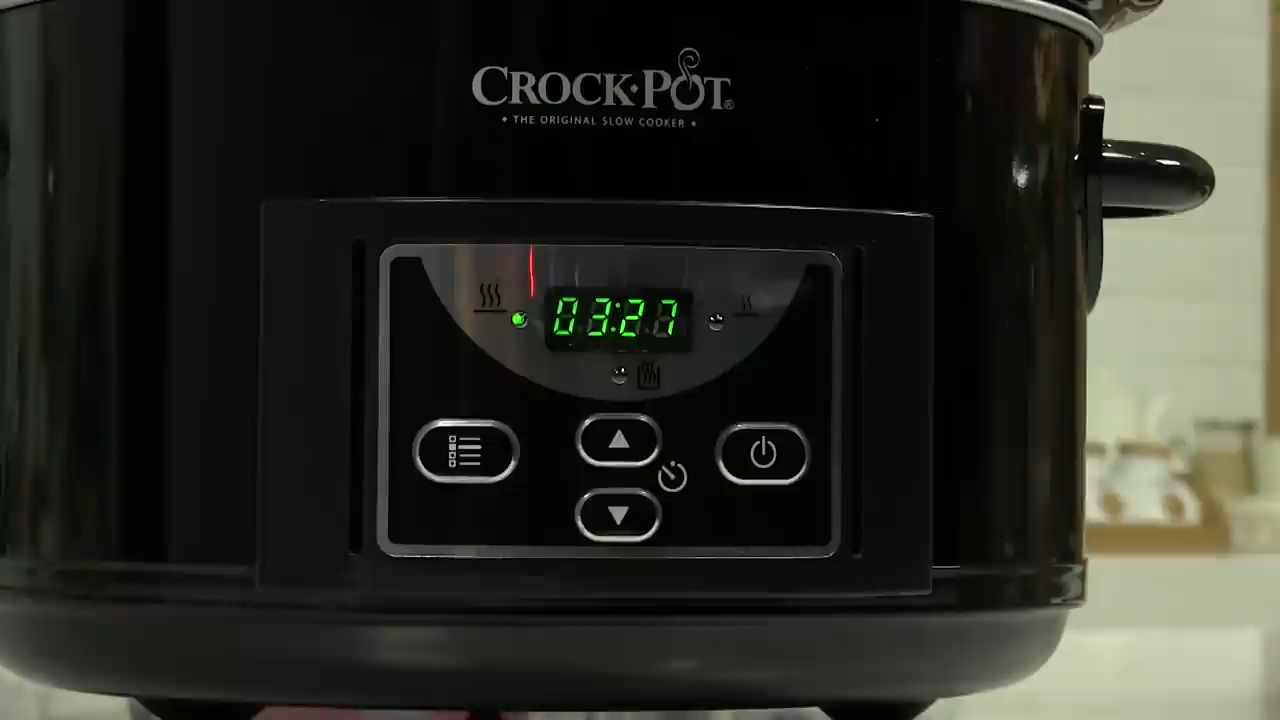 CROCK·POT®
• THE ORIGINAL SLOW COOKER •
03:27